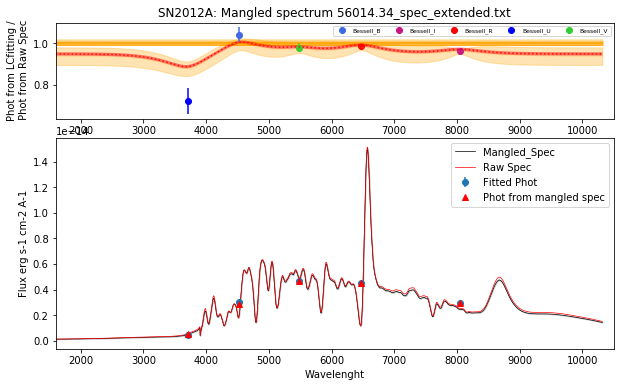 SN2012A: Mangled spectrum 56014.34_spec_extended.txt
Phot from LCfitting /
Phot from Raw Spec
1.0
0.8
Bessell_B
Bessell_I
Bessell_R
Bessell_U
Bessell_V
2000 3000 4000 5000 6000 7000 8000 9000 10000
1e-14
Flux erg s-1 cm-2 A-1
1.4
1.2
1.0
0.8
0.6
0.4
0.2
0.0
Mangled_Spec
Raw Spec
Fitted Phot
Phot from mangled spec
2000 3000 4000 5000 6000 7000 8000 9000 10000
Wavelenght